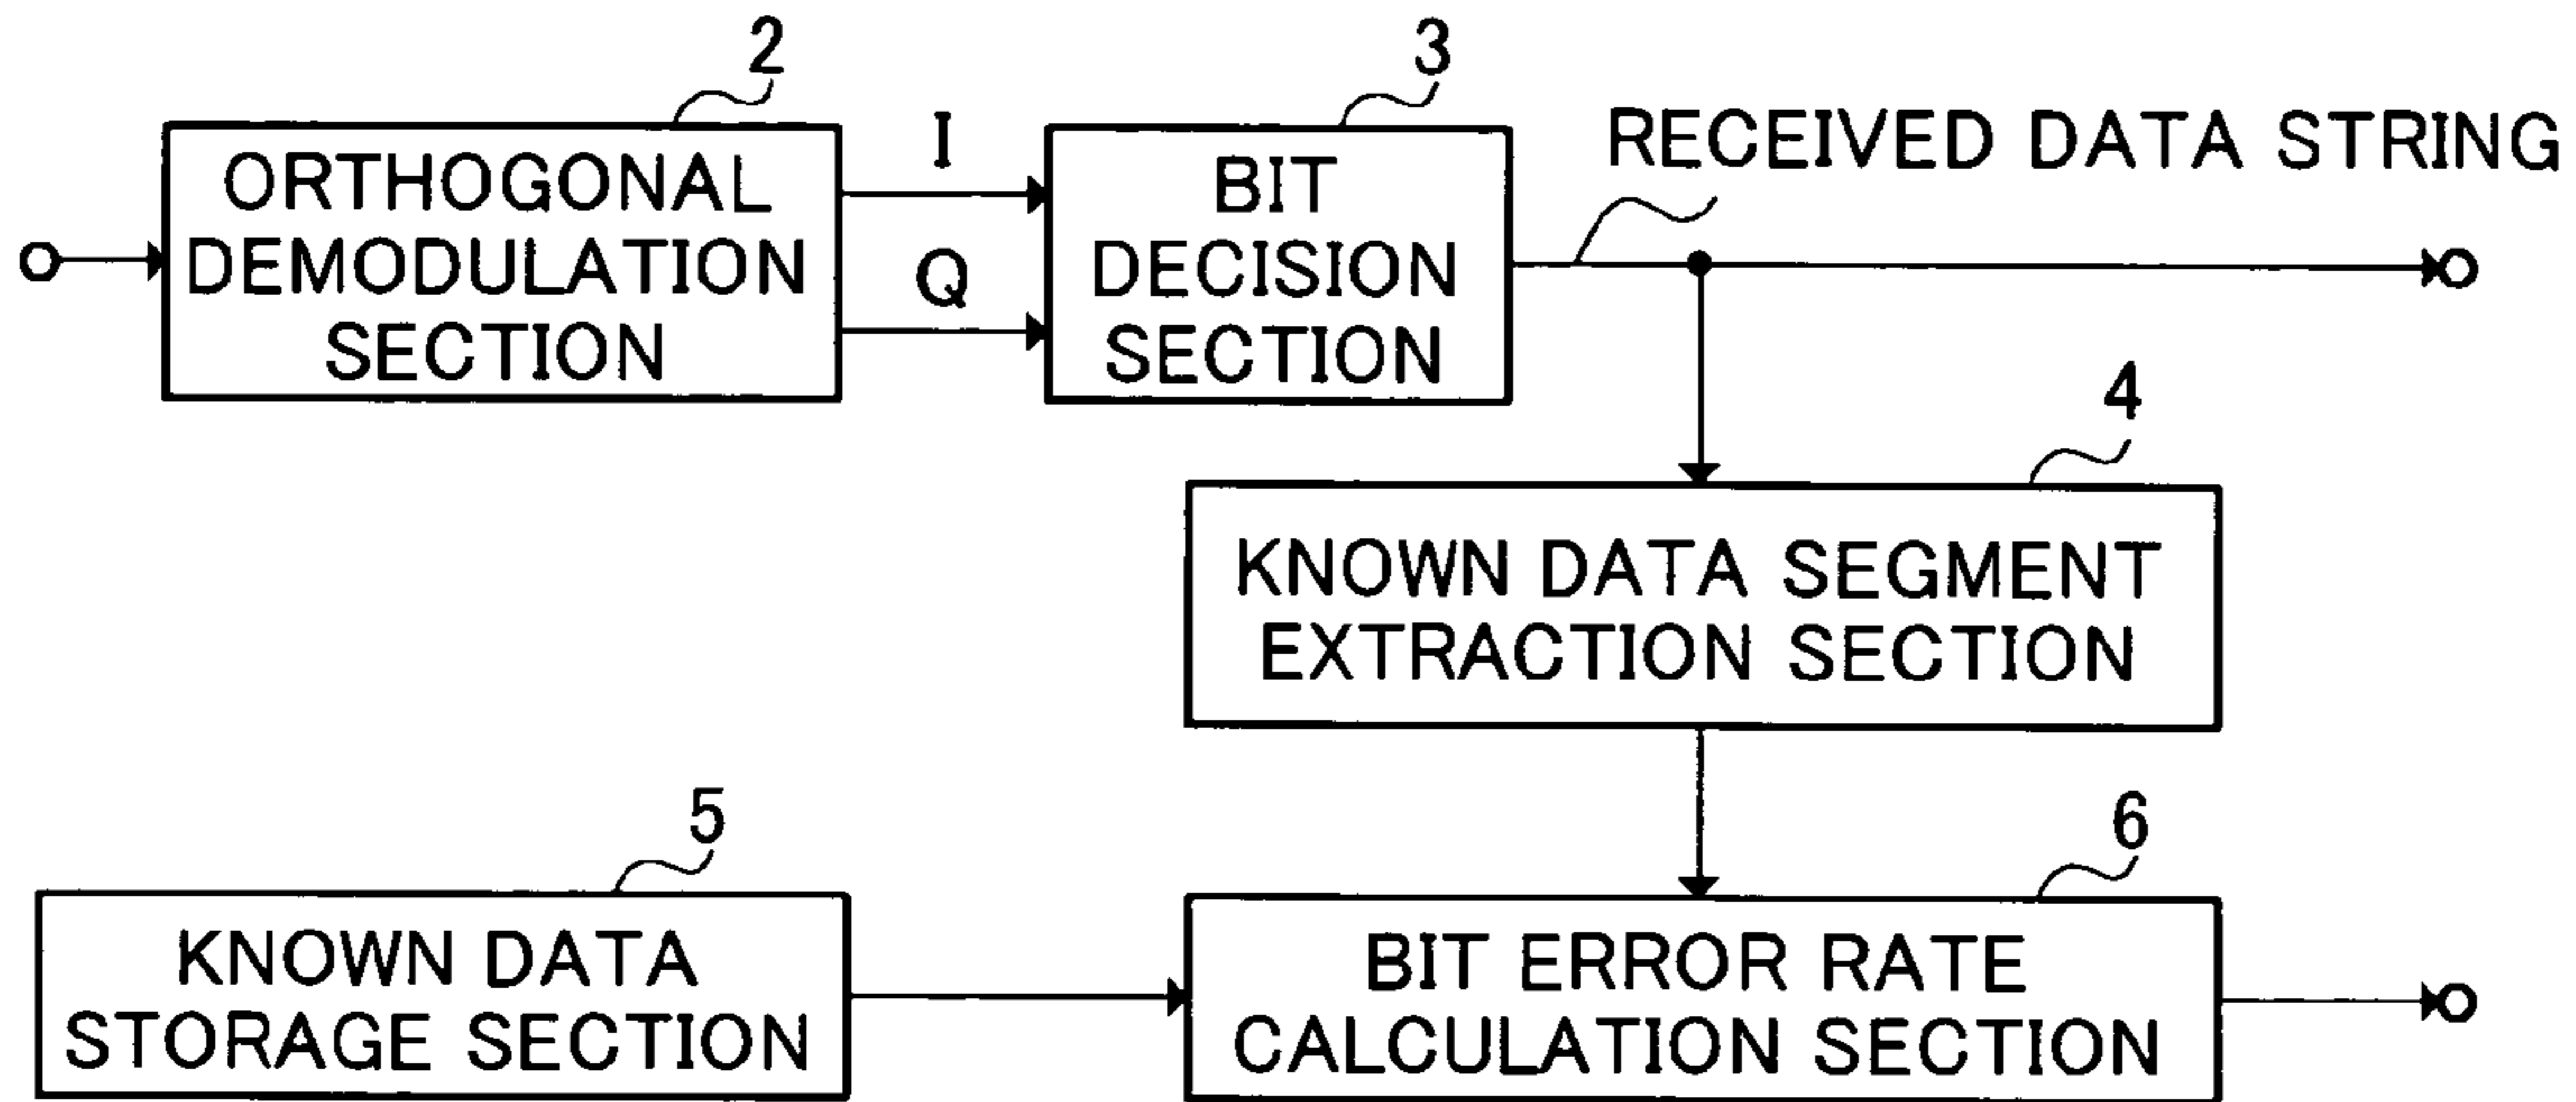 2
3
ORTHOGONAL
DEMODULATION
SECTION
I
Q
BIT
DECISION
SECTION
RECEIVED DATA STRING
4
KNOWN DATA SEGMENT
EXTRACTION SECTION
5
KNOWN DATA
STORAGE SECTION
6
BIT ERROR RATE
CALCULATION SECTION